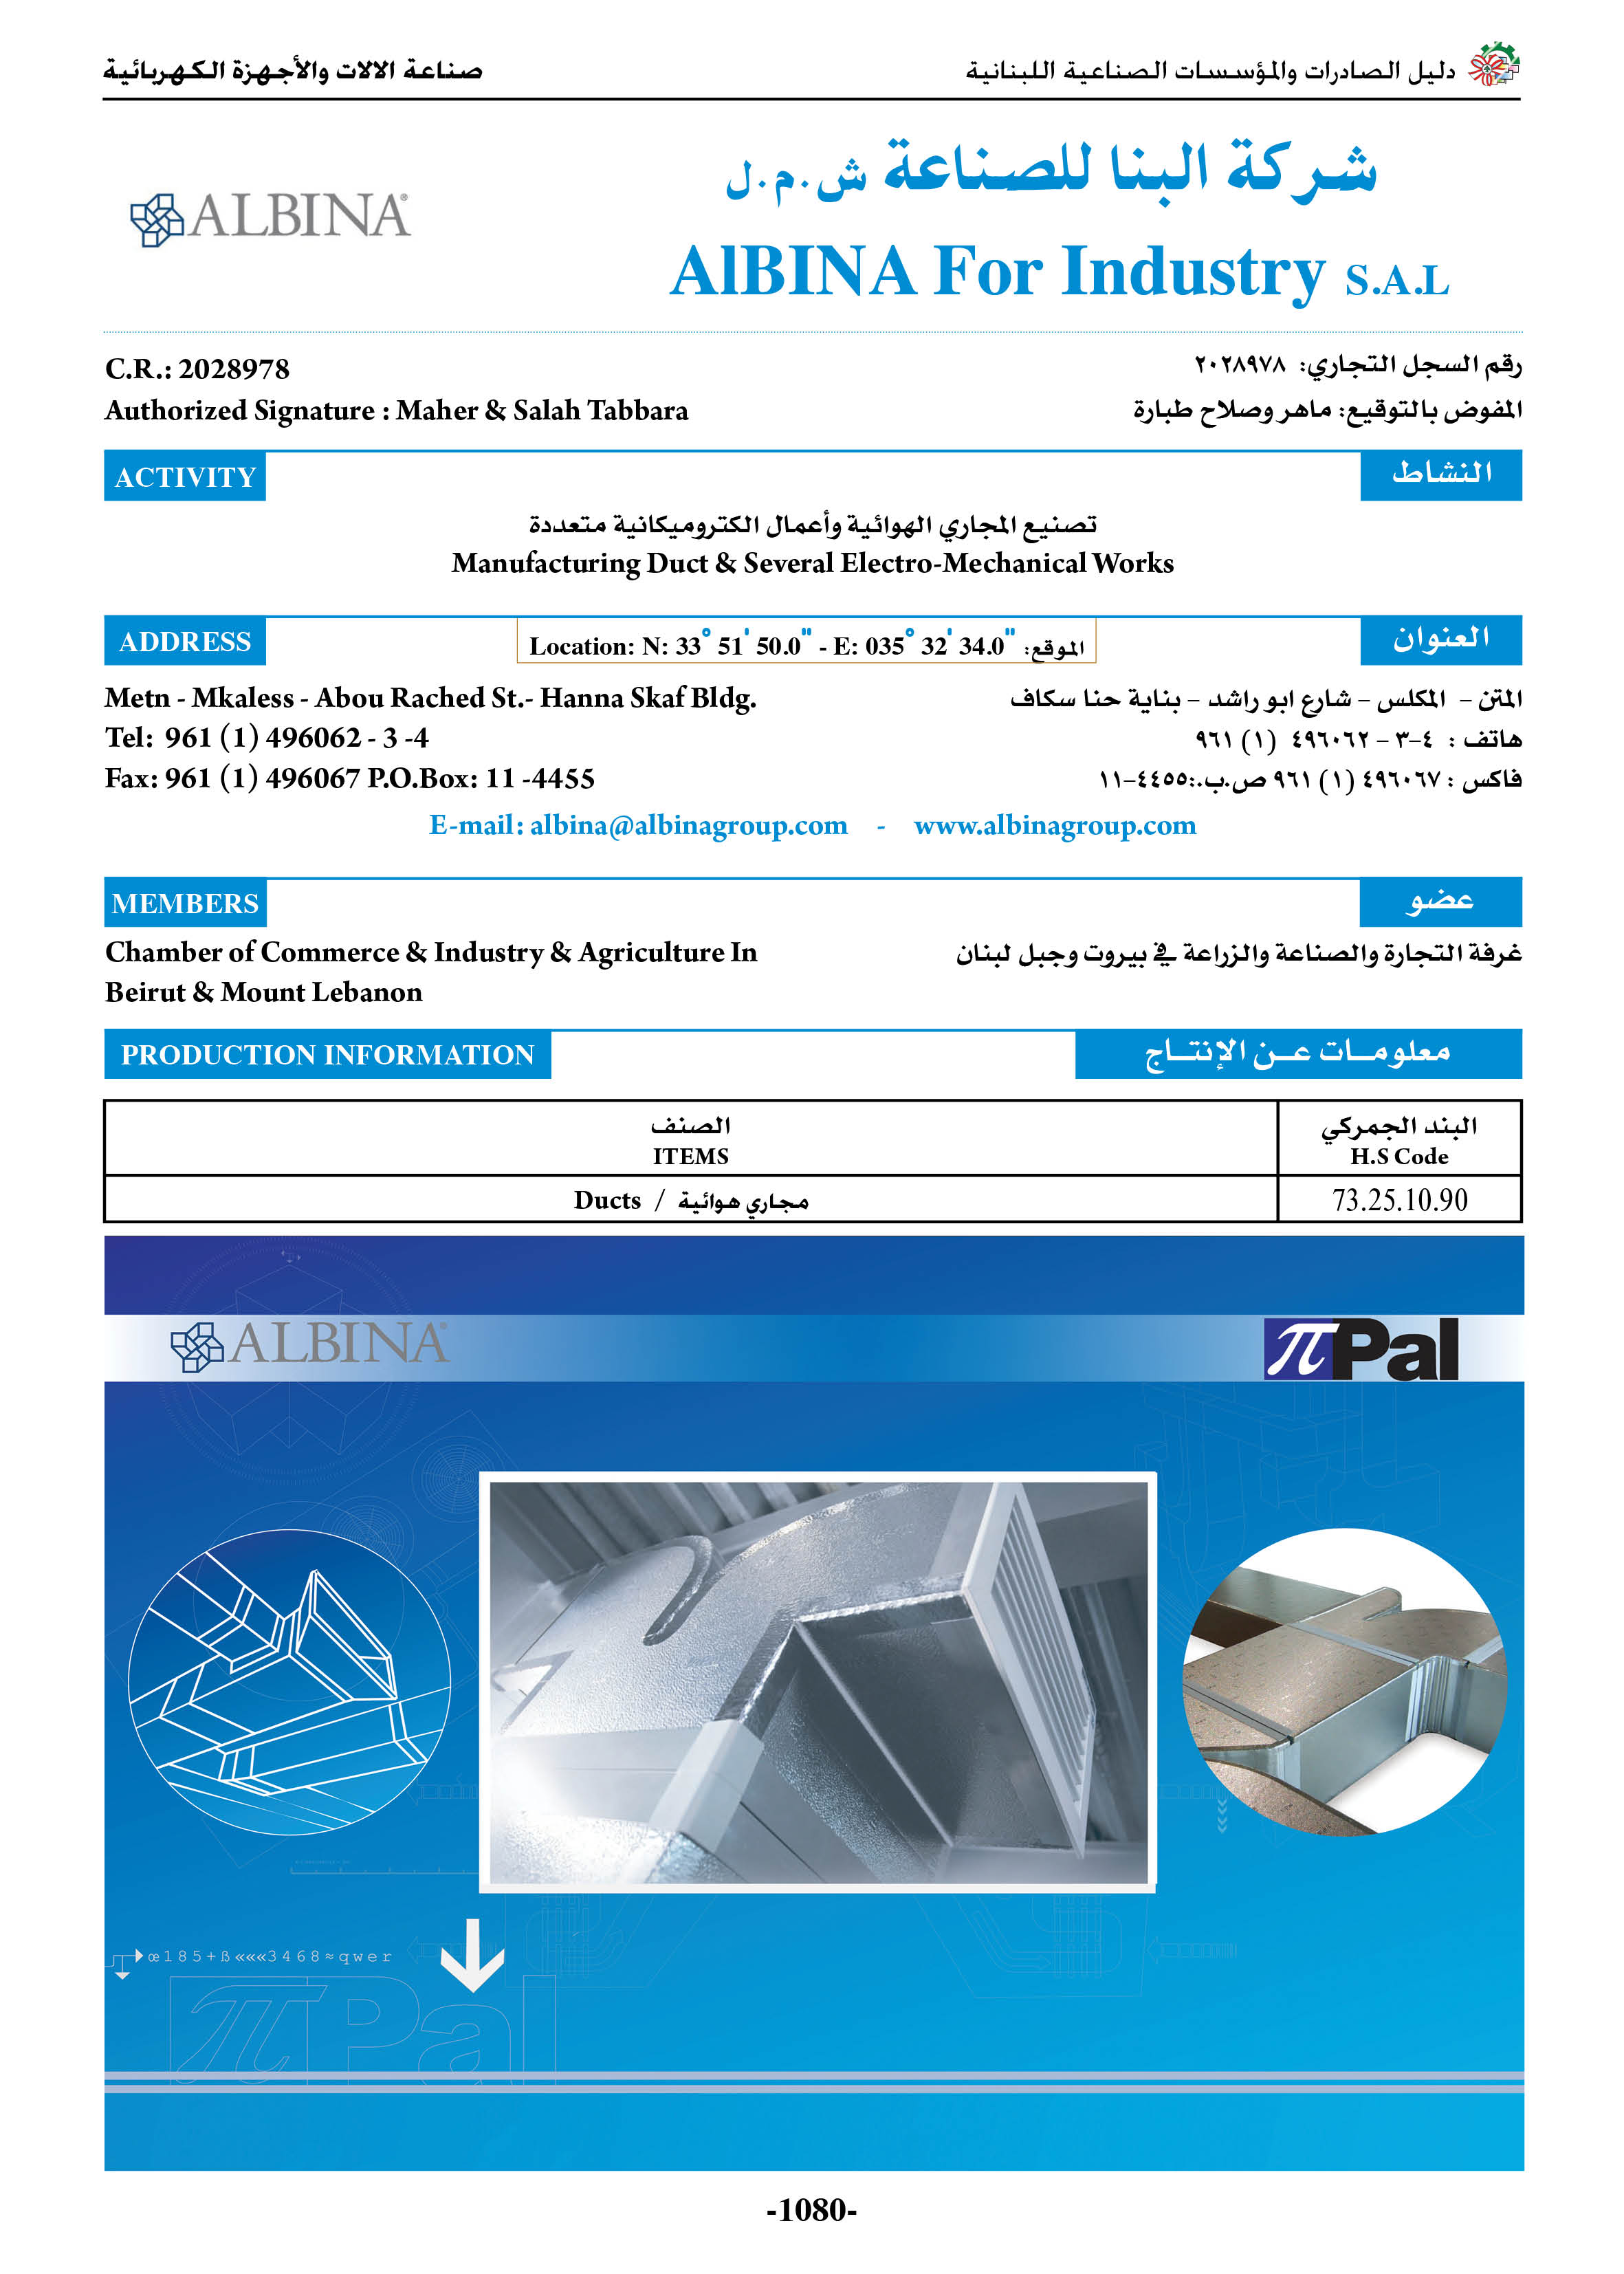 دليل الصادرات والمؤسسات الصناعية اللبنانية
صناعة الالات والأجهزة الكهربائية
شركة البنا للصناعة ش.م.ل
ALBINA®
AlBINA For Industry S.A.L
C.R.: 2028978
رقم السجل التجاري: ٢٠٢٨٩٧٨
Authorized Signature : Maher & Salah Tabbara
المفوض بالتوقيع: ماهر وصلاح طبارة
ACTIVITY
النشاط
تصنيع المجاري الهوائية وأعمال الكتروميكانية متعددة
Manufacturing Duct & Several Electro-Mechanical Works
ADDRESS
Location: N: 33° 51' 50.0" - E: 035° 32' 34.0" الموقع:
العنوان
Metn - Mkaless - Abou Rached St.- Hanna Skaf Bldg.
المتن - المكلس - شارع ابو راشد - بناية حنا سكاف
Tel: 961 (1) 496062 - 3 -4
هاتف : ٤-٣ - ٤٩٦٠٦٢ (١) ٩٦١
Fax: 961 (1) 496067 P.O.Box: 11 -4455
فاكس : ٤٩٦٠٦٧ (١) ٩٦١ ص.ب.:٤٤٥٥-١١
E-mail: albina@albinagroup.com - www.albinagroup.com
MEMBERS
عضو
Chamber of Commerce & Industry & Agriculture In
Beirut & Mount Lebanon
غرفة التجارة والصناعة والزراعة في بيروت وجبل لبنان
PRODUCTION INFORMATION
معلومـات عـن الإنتـاج
الصنف
ITEMS
البند الجمركي
H.S Code
Ducts / مجاري هوائية
73.25.10.90
ALBINA®
πPal
œ185+ß«««3468≈qwer
πPal
-1080-